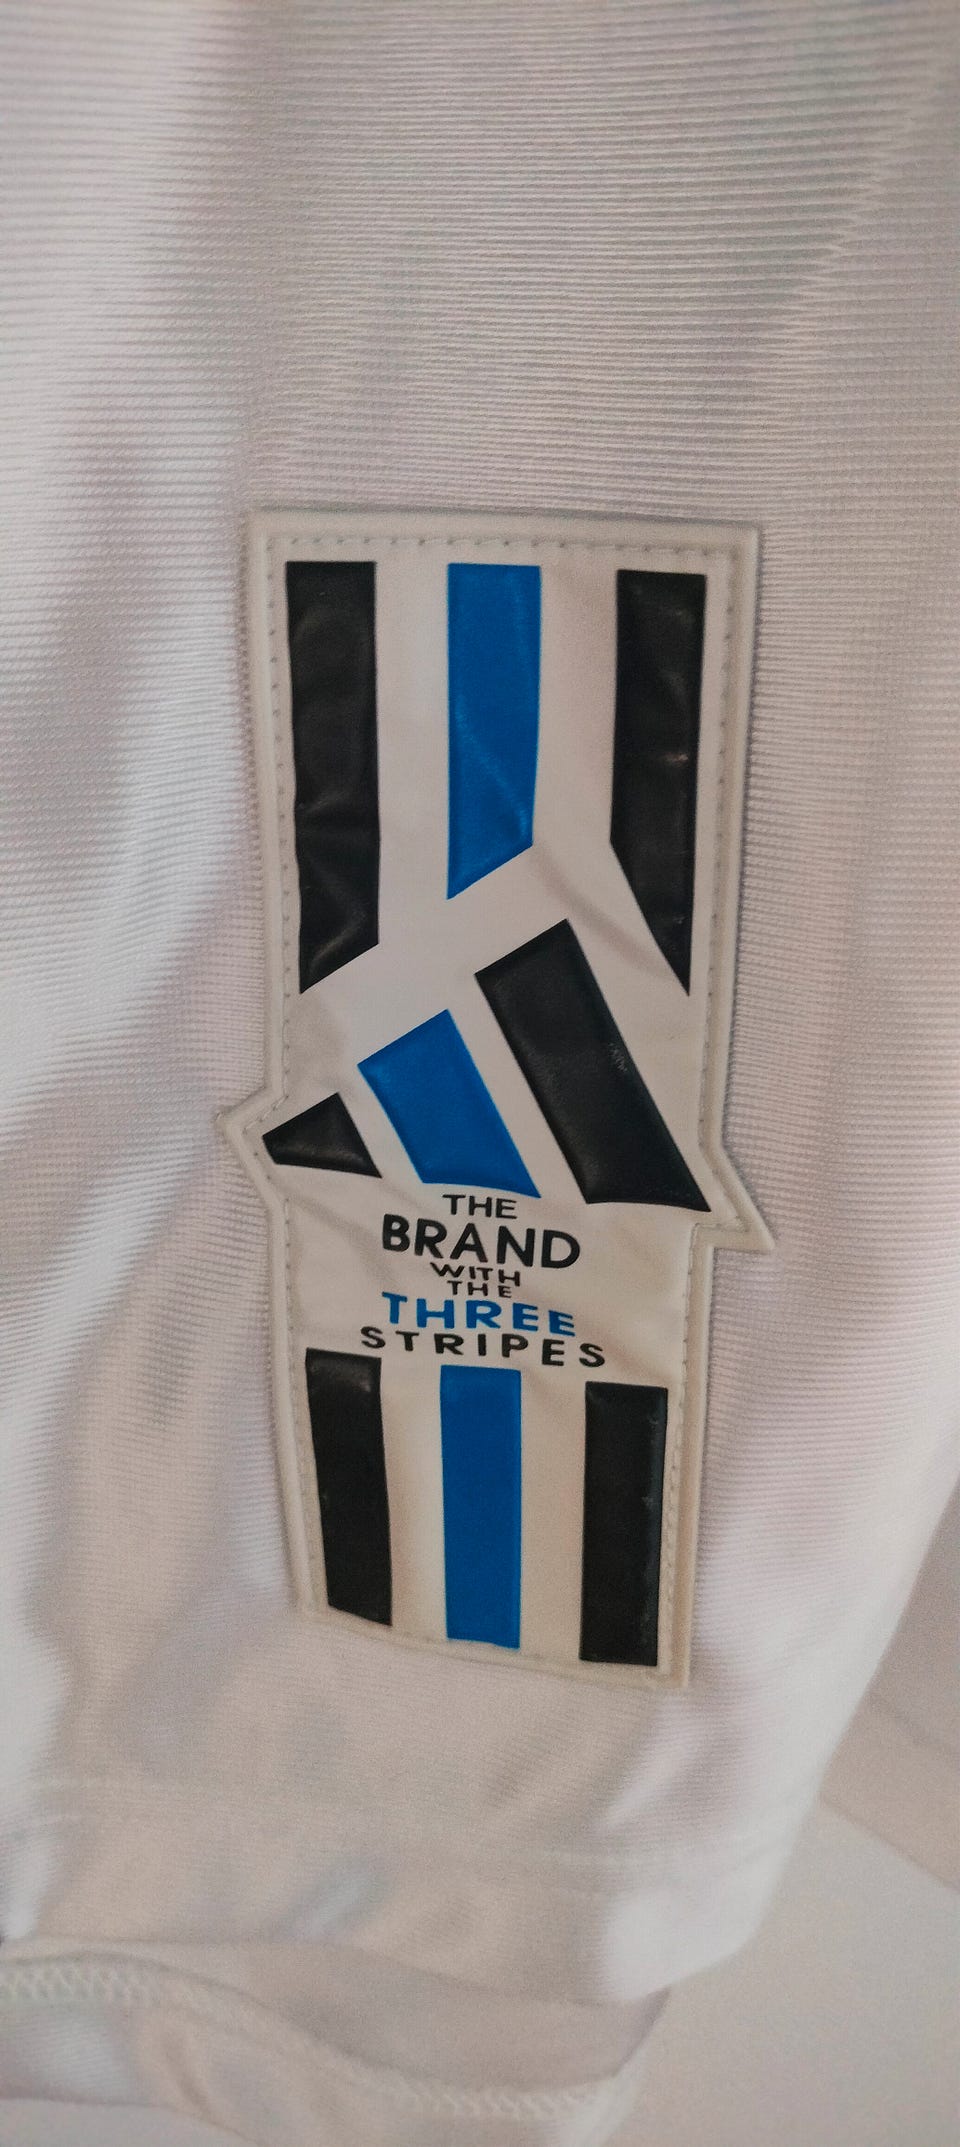 THE
BRAND
WITH
THE
THREE
STRIPES